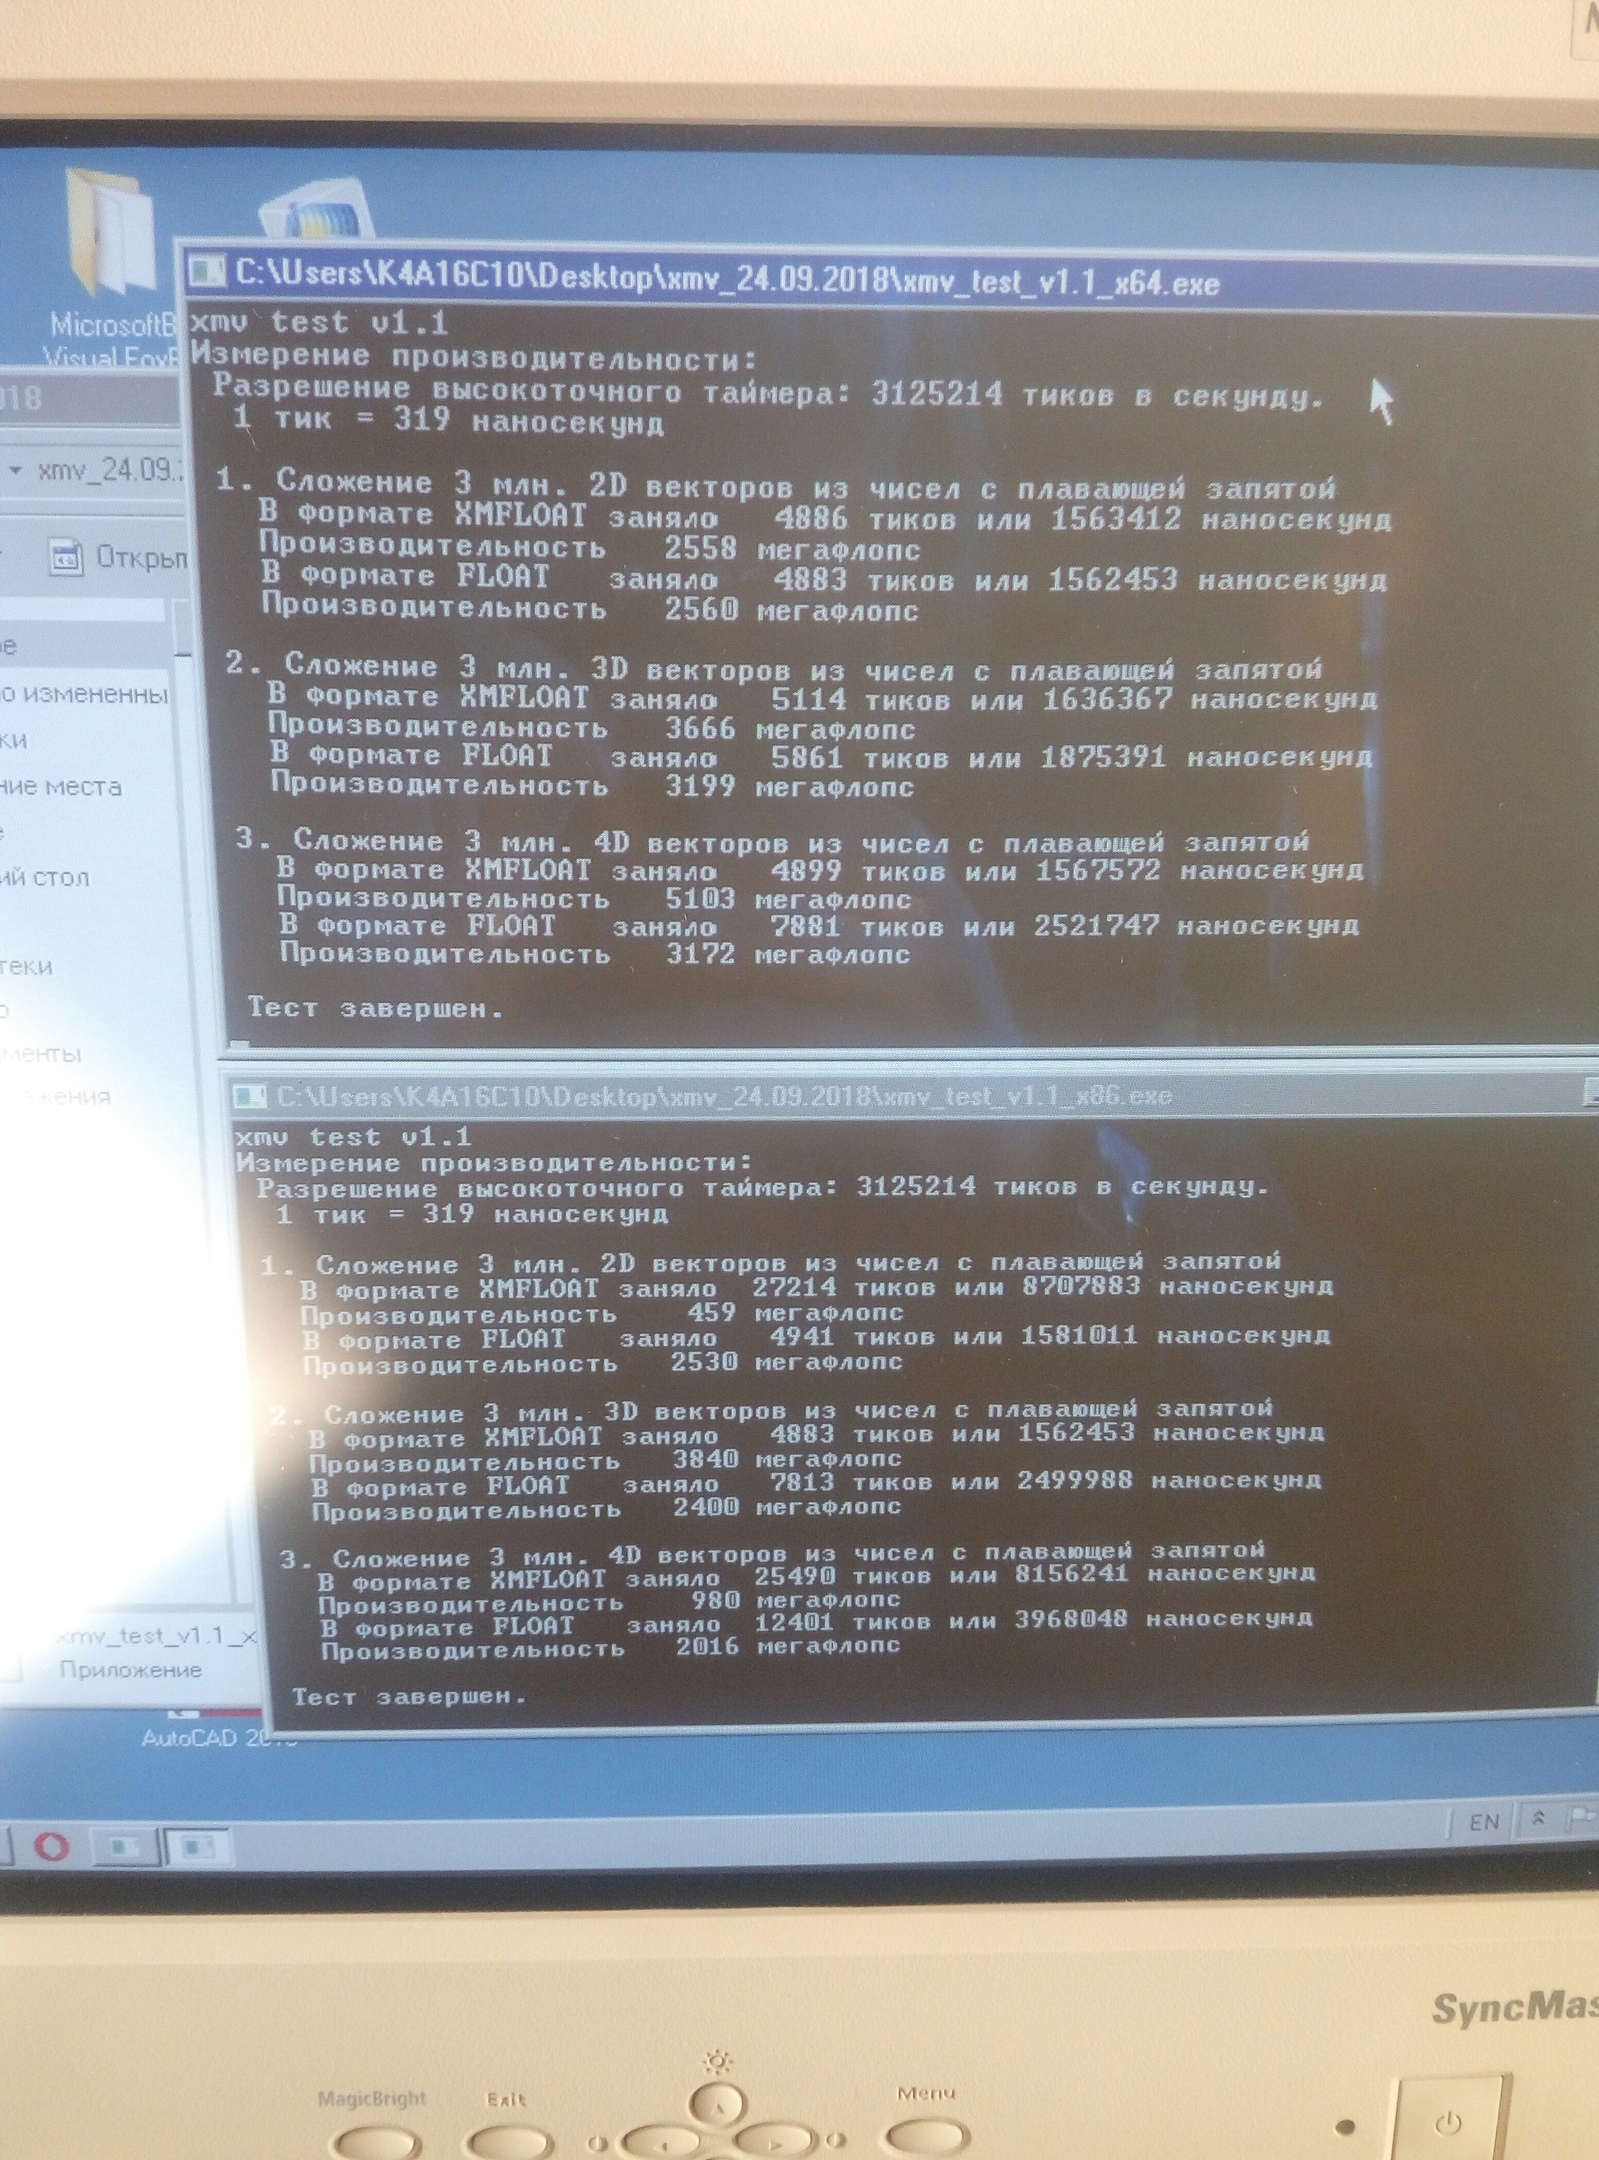 C:\Users\K4A16C10\Desktop\xmv_24.09.2018\xmv_test_v1.1_x64.exe
MicrosoftB
Visual FoxP
018
xmv_24.09.
Открыт
xmv test v1.1
Измерение производительности:
Разрешение высокоточного таймера: 3125214 тиков в секунду.
1 тик = 319 наносекунд
1. Сложение 3 млн. 2D векторов из чисел с плавающей запятой
В формате XMFLOAT заняло 4886 тиков или 1563412 наносекунд
Производительность 2558 мегафлопс
В формате FLOAT заняло 4883 тиков или 1562453 наносекунд
Производительность 2560 мегафлопс
2. Сложение 3 млн. 3D векторов из чисел с плавающей запятой
В формате XMFLOAT заняло 5114 тиков или 1636367 наносекунд
Производительность 3666 мегафлопс
В формате FLOAT заняло 5861 тиков или 1875391 наносекунд
Производительность 3199 мегафлопс
3. Сложение 3 млн. 4D векторов из чисел с плавающей запятой
В формате XMFLOAT заняло 4899 тиков или 1567572 наносекунд
Производительность 5103 мегафлопс
В формате FLOAT заняло 7881 тиков или 2521747 наносекунд
Производительность 3172 мегафлопс
Тест завершен.
о измененны
ки
ние места
ий стол
теки
менты
ажения
C:\Users\K4A16C10\Desktop\xmv_24.09.2018\xmv_test_v1.1_x86.exe
xmv test v1.1
Измерение производительности:
Разрешение высокоточного таймера: 3125214 тиков в секунду.
1 тик = 319 наносекунд
1. Сложение 3 млн. 2D векторов из чисел с плавающей запятой
В формате XMFLOAT заняло 27214 тиков или 8707883 наносекунд
Производительность 459 мегафлопс
В формате FLOAT заняло 4941 тиков или 1581011 наносекунд
Производительность 2530 мегафлопс
2. Сложение 3 млн. 3D векторов из чисел с плавающей запятой
В формате XMFLOAT заняло 4883 тиков или 1562453 наносекунд
Производительность 3840 мегафлопс
В формате FLOAT заняло 7813 тиков или 2499988 наносекунд
Производительность 2400 мегафлопс
3. Сложение 3 млн. 4D векторов из чисел с плавающей запятой
В формате XMFLOAT заняло 25490 тиков или 8156241 наносекунд
Производительность 980 мегафлопс
В формате FLOAT заняло 12401 тиков или 3968048 наносекунд
Производительность 2016 мегафлопс
Тест завершен.
xmv_test_v1.1_x
Приложение
AutoCAD
EN
SyncMas
MagicBright
Exit
Menu